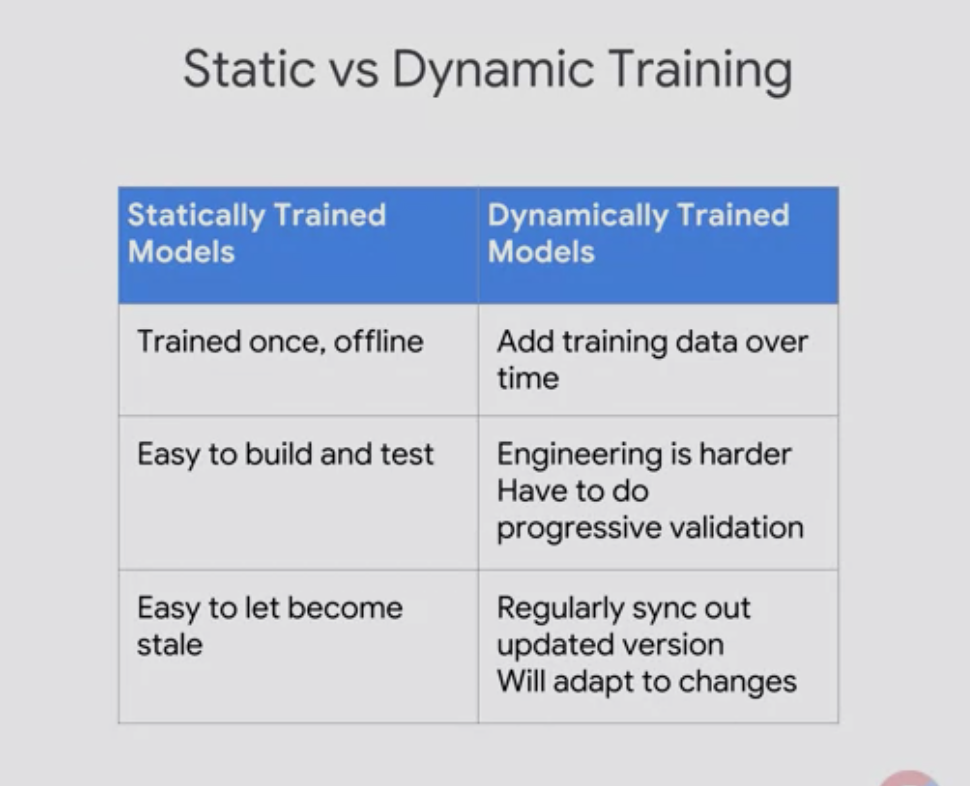 Static vs Dynamic Training
Statically Trained
Models
Dynamically Trained
Models
Trained once, offline
Add training data over
time
Easy to build and test
Engineering is harder
Have to do
progressive validation
Easy to let become
stale
Regularly sync out
updated version
Will adapt to changes